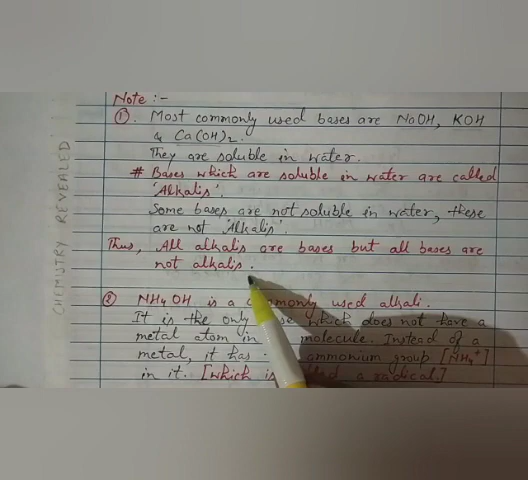 Note :-
①. Most commonly used bases are NaOH, KOH
& Ca(OH)2.
They are soluble in water.
# Bases which are soluble in water are called
'Alkalis'.
Some bases are not soluble in water, these
are not 'Alkalis'.
Thus, All alkalis are bases but all bases are
not alkalis.
② NH4OH is a commonly used alkali.
It is the only which does not have a
metal atom in molecule. Instead of a
metal, it has ammonium group [NH4+]
in it. [which is a radical.]
CHEMISTRY REVEALED